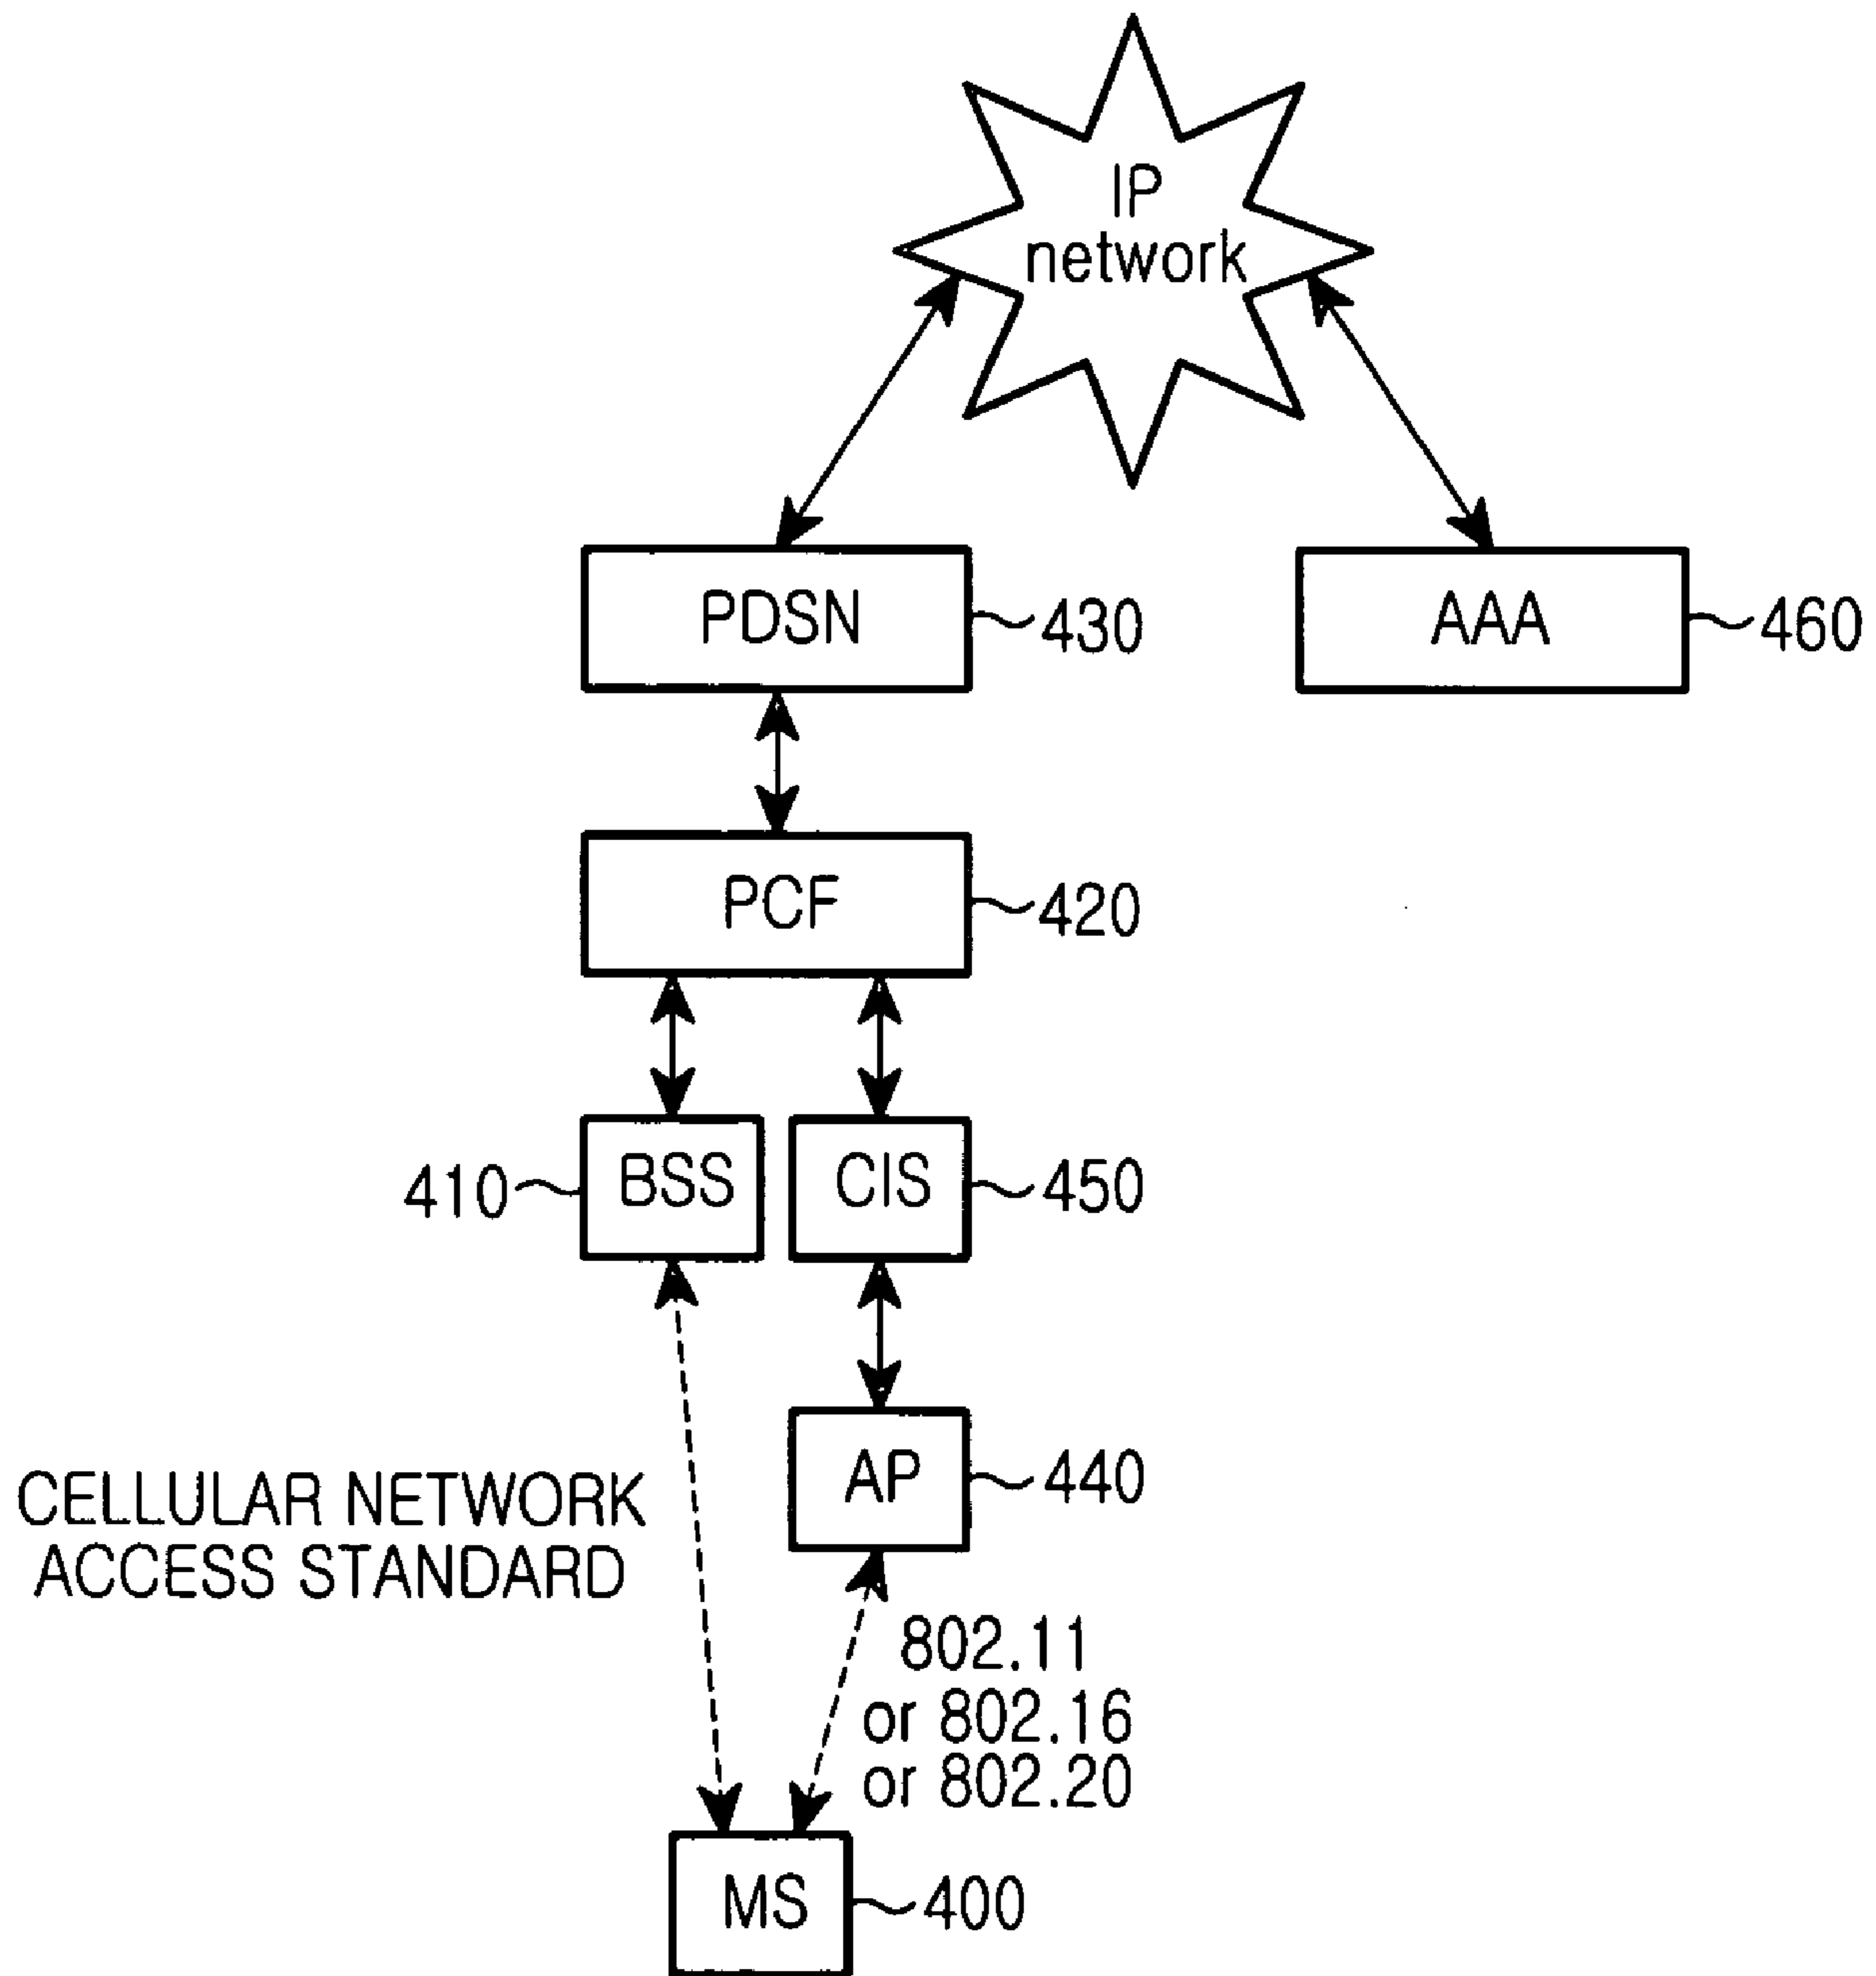 IP
network
PDSN
430
AAA
460
PCF
420
410
BSS
CIS
450
AP
440
CELLULAR NETWORK
ACCESS STANDARD
802.11
or 802.16
or 802.20
MS
400